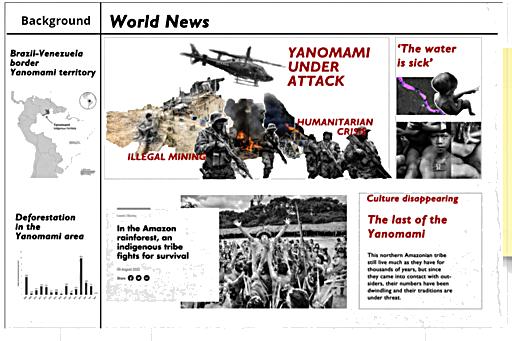 Background
World News
Brazil-Venezuela
border
Yanomami territory
Deforestation
in the
Yanomami area
YANOMAMI
UNDER
ATTACK
HUMANITARIAN
CRISIS
ILLEGAL MINING
'The water
is sick'
In the Amazon
rainforest, an
indigenous tribe
fights for survival
Share
Culture disappearing
The last of the
Yanomami
This northern Amazonian tribe
still live much as they have for
thousands of years, but since
they came into contact with out-
siders, their numbers have been
dwindling and their traditions are
under threat.